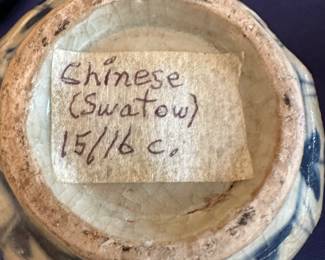 Chinese
(Swatow)
15/16 c.